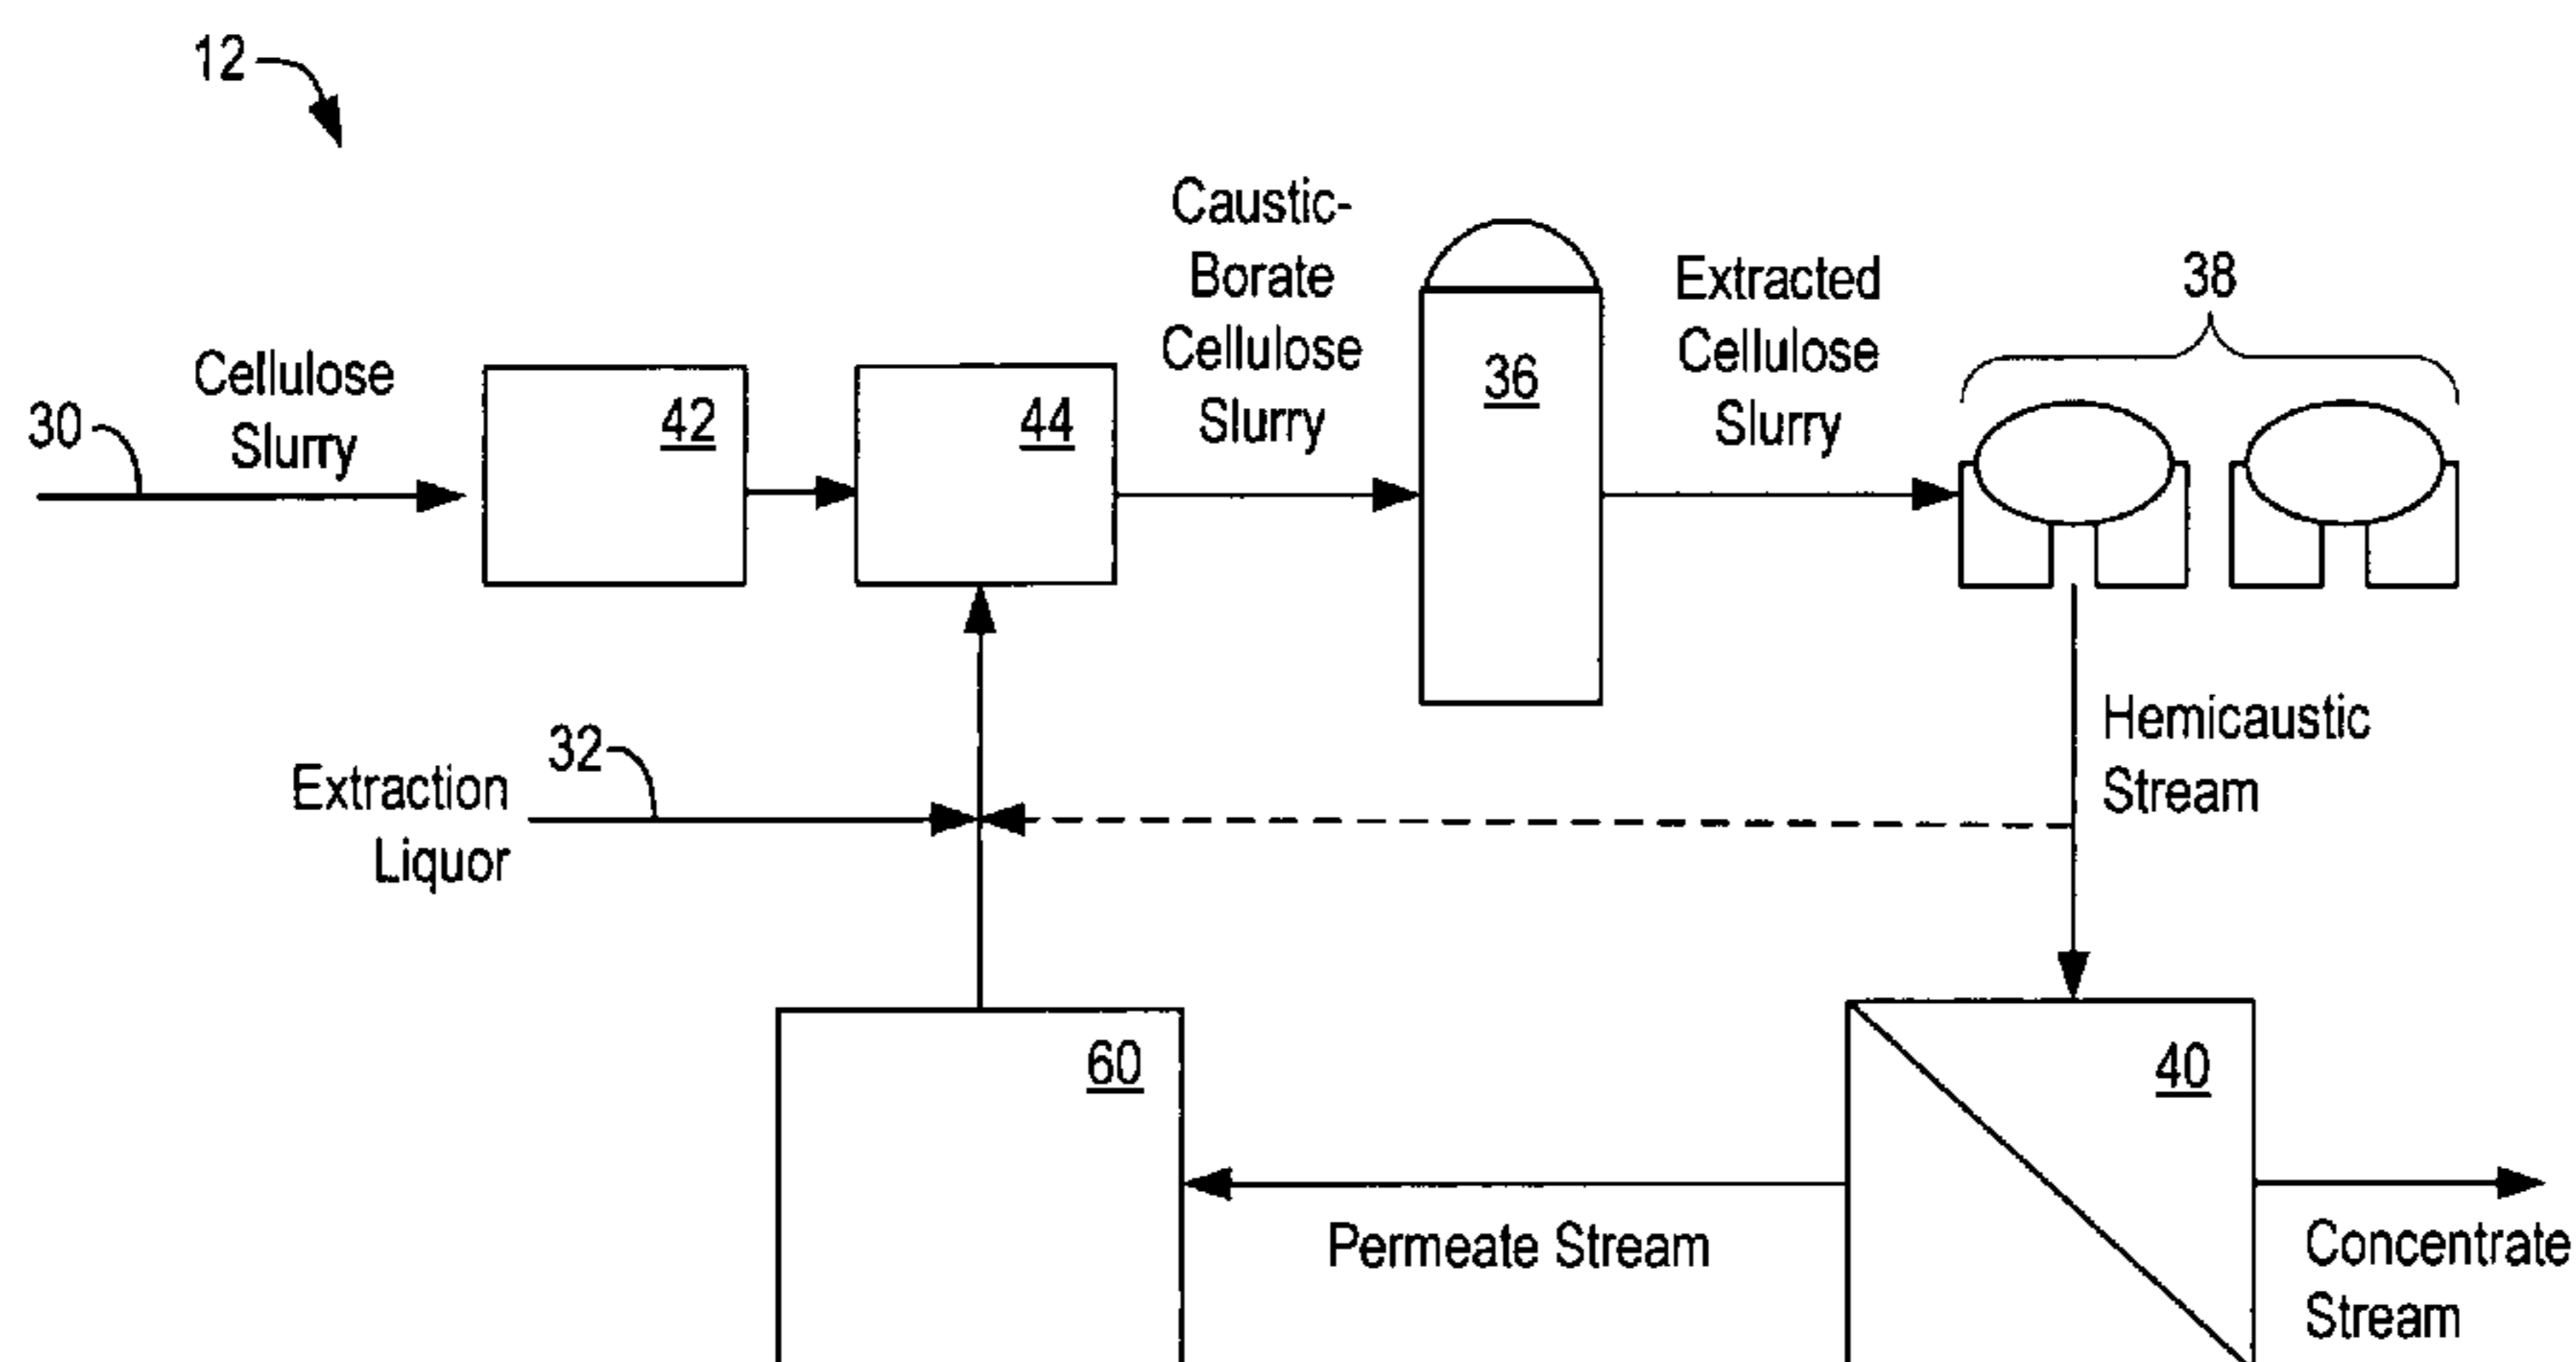 12
Caustic-
Borate
Cellulose
Slurry
Extracted
Cellulose
Slurry
38
Cellulose
Slurry
30
42
44
36
32
Extraction
Liquor
Hemicaustic
Stream
60
40
Permeate Stream
Concentrate
Stream